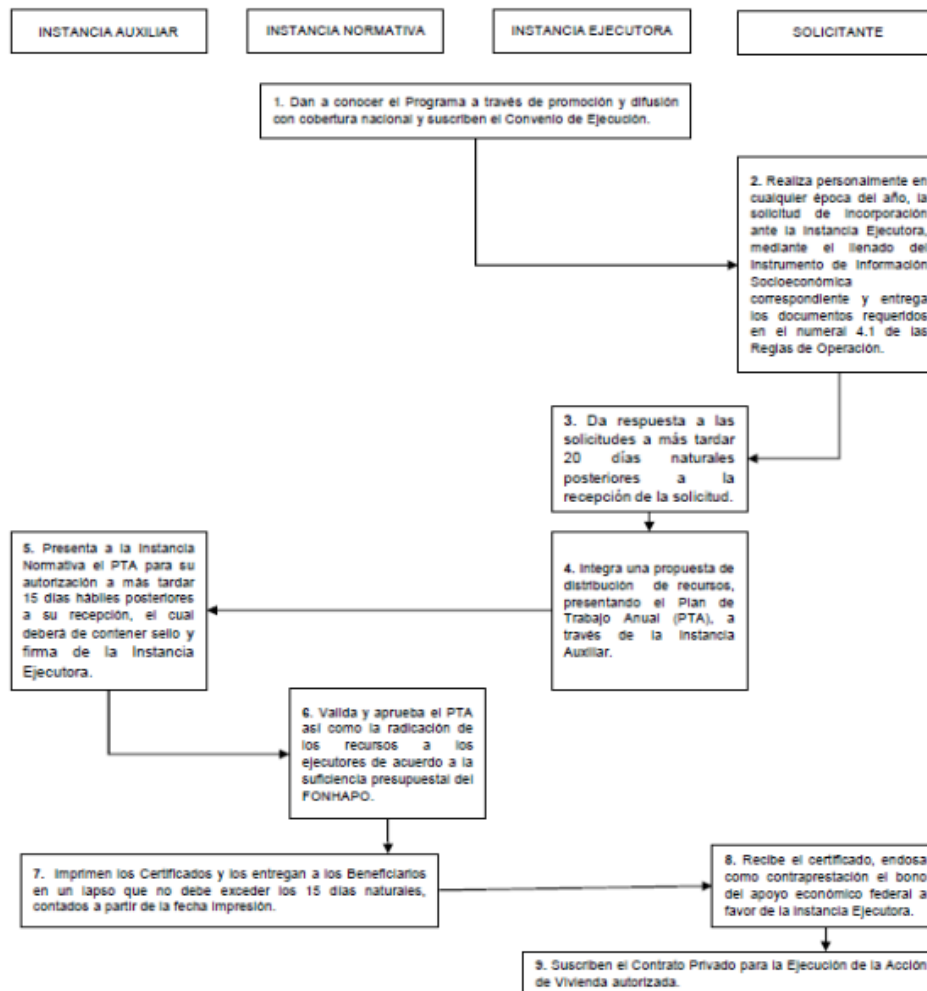 INSTANCIA AUXILIAR
INSTANCIA NORMATIVA
INSTANCIA EJECUTORA
SOLICITANTE
1. Dan a conocer el Programa a través de promoción y difusión
con cobertura nacional y suscriben el Convenio de Ejecución.
2. Realiza personalmente en
cualquier época del año, la
solicitud de incorporación
ante la Instancia Ejecutora,
mediante el llenado del
Instrumento de Información
Socioeconómica
correspondiente y entrega
los documentos requeridos
en el numeral 4.1 de las
Reglas de Operación.
3. Da respuesta a las
solicitudes a más tardar
20 días naturales
posteriores a la
recepción de la solicitud.
4. Integra una propuesta de
distribución de recursos,
presentando el Plan de
Trabajo Anual (PTA), a
través de la Instancia
Auxiliar.
5. Presenta a la Instancia
Normativa el PTA para su
autorización a más tardar
15 días hábiles posteriores
a su recepción, el cual
deberá de contener sello y
firma de la Instancia
Ejecutora.
6. Valida y aprueba el PTA
así como la radicación de
los recursos a los
ejecutores de acuerdo a la
suficiencia presupuestal del
FONHAPO.
7. Imprimen los Certificados y los entregan a los Beneficiarios
en un lapso que no debe exceder los 15 días naturales,
contados a partir de la fecha impresión.
8. Recibe el certificado, endosa
como contraprestación el bono
del apoyo económico federal a
favor de la Instancia Ejecutora.
9. Suscriben el Contrato Privado para la Ejecución de la Acción
de Vivienda autorizada.